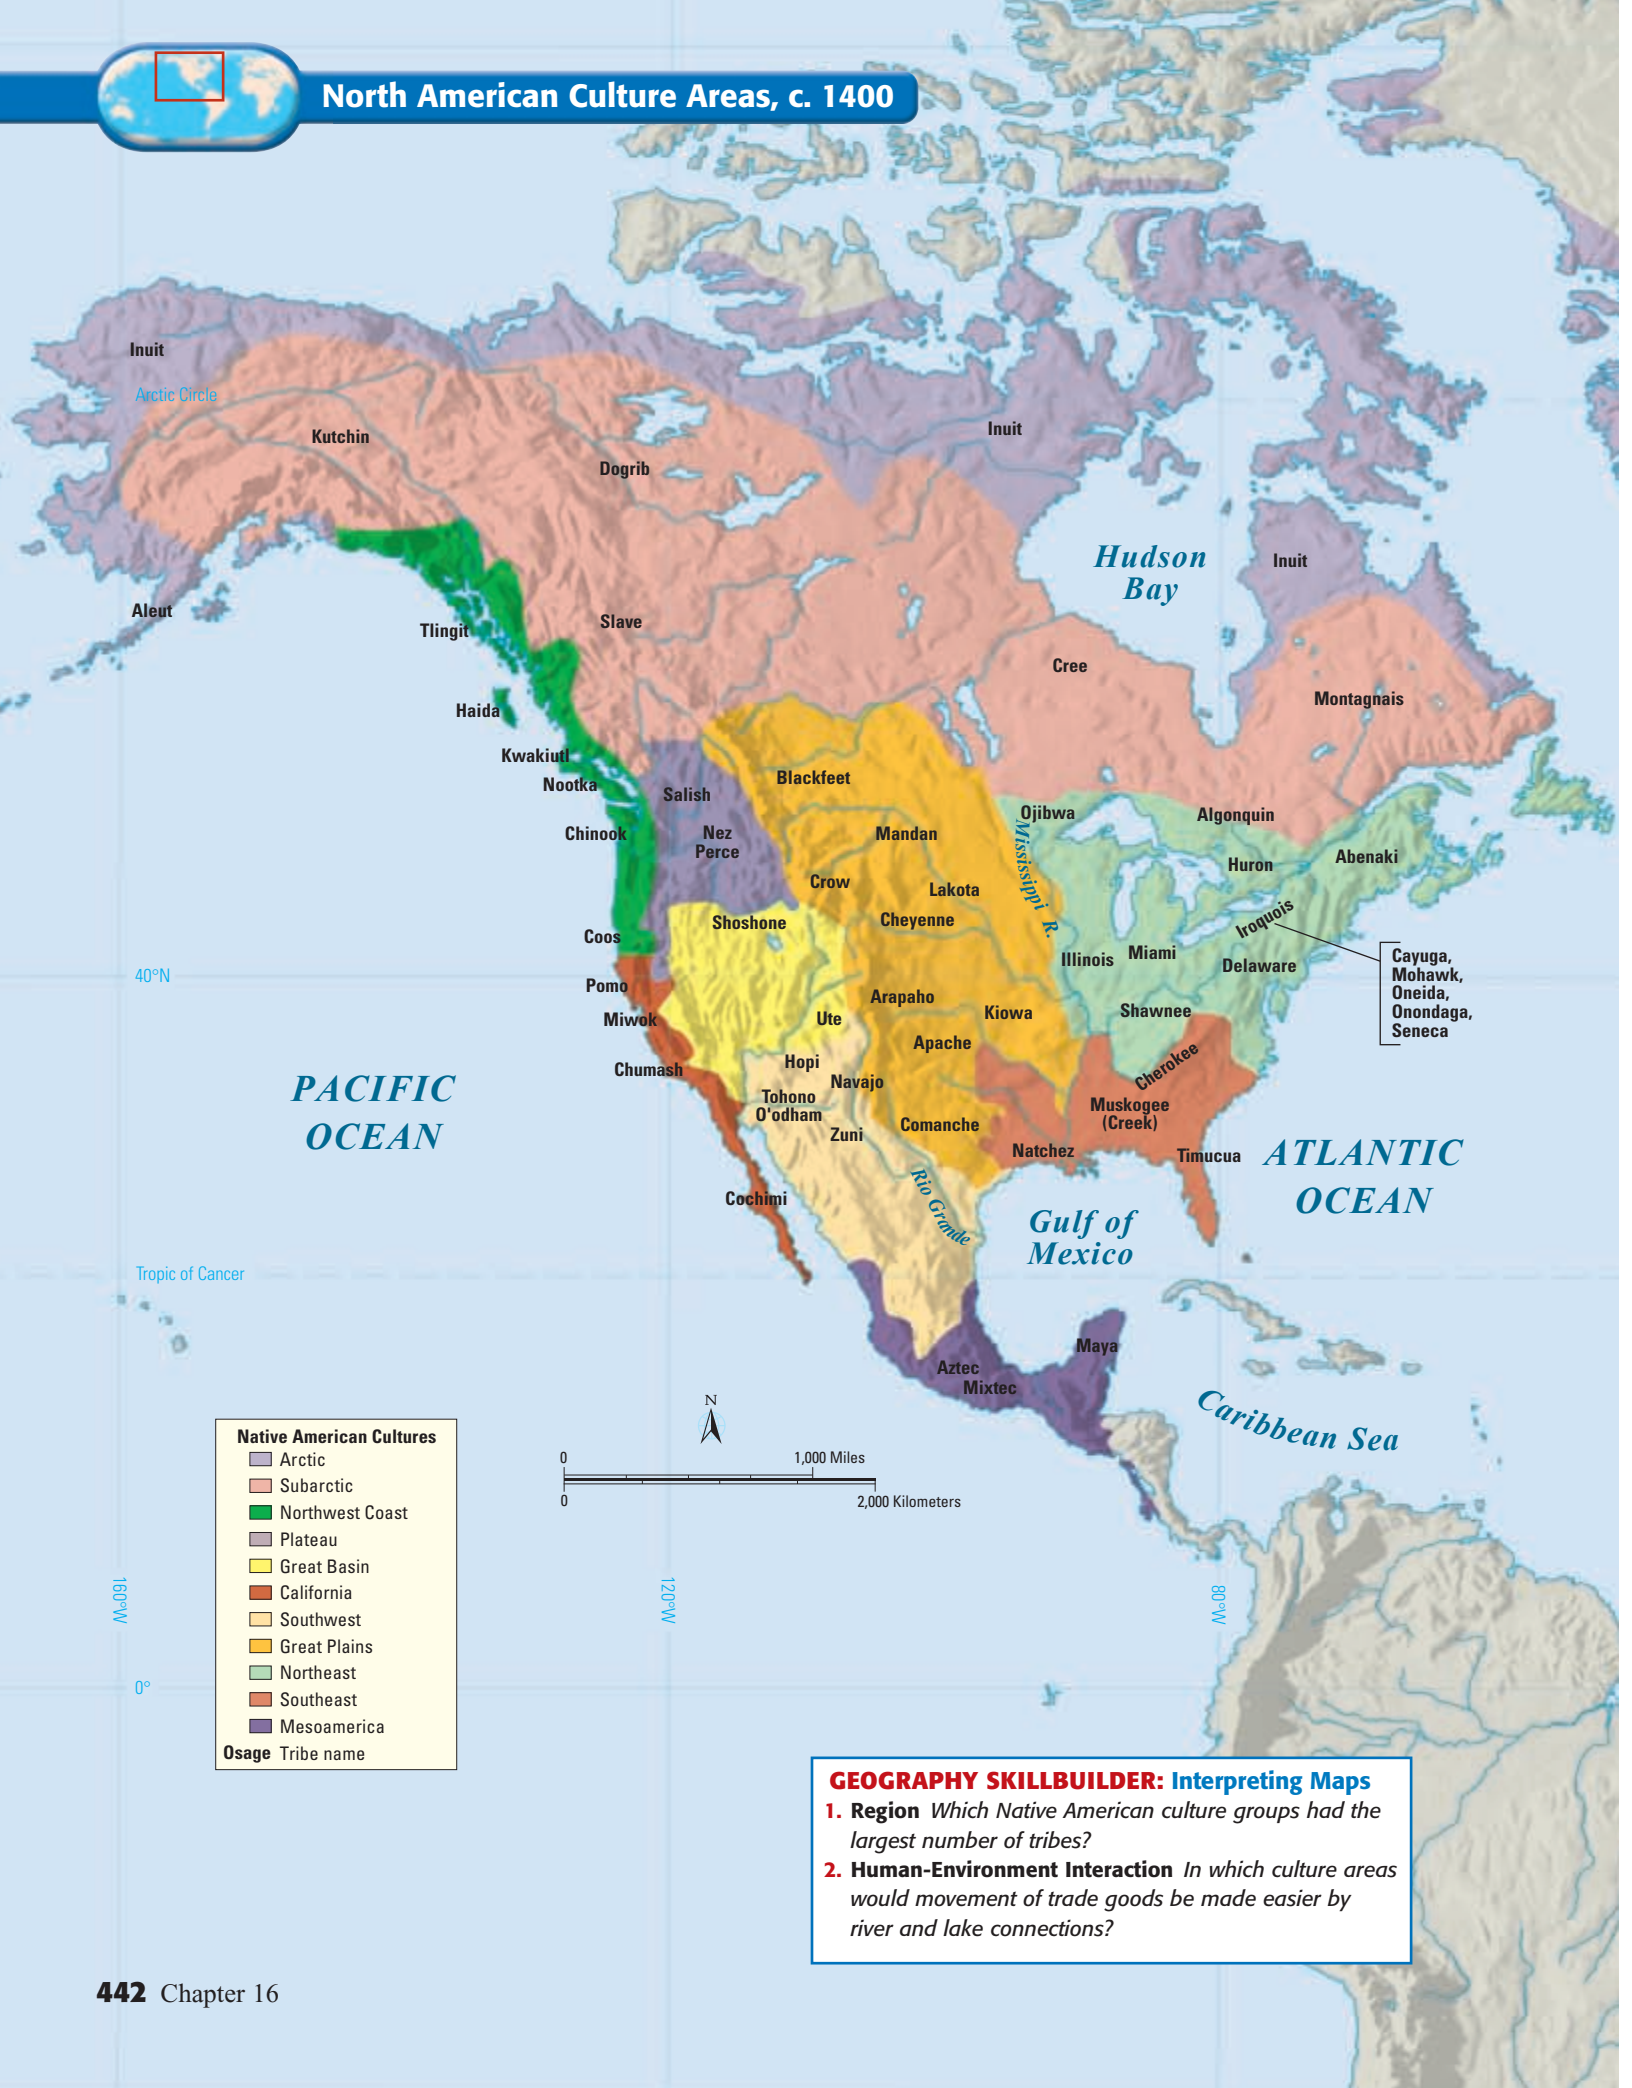 North American Culture Areas, c. 1400
Inuit
Arctic Circle
Kutchin
Dogrib
Inuit
Hudson
Bay
Inuit
Aleut
Tlingit
Slave
Cree
Montagnais
Haida
Kwakiutl
Nootka
Chinook
Salish
Nez
Perce
Blackfeet
Mandan
Crow
Lakota
Cheyenne
Mississippi R.
Ojibwa
Algonquin
Huron
Abenaki
Iroquois
Cayuga,
Mohawk,
Oneida,
Onondaga,
Seneca
Shoshone
Coos
40°N
Pomo
Miwok
Chumash
Ute
Arapaho
Kiowa
Apache
Illinois
Miami
Delaware
Shawnee
Cherokee
Hopi
Navajo
Tohono
O'odham
Zuni
Comanche
Muskogee
(Creek)
Natchez
Timucua
PACIFIC
OCEAN
ATLANTIC
OCEAN
Cochimi
Rio Grande
Gulf of
Mexico
Tropic of Cancer
Maya
Aztec
Mixtec
Caribbean Sea
N
0
1,000 Miles
0
2,000 Kilometers
Native American Cultures
Arctic
Subarctic
Northwest Coast
Plateau
Great Basin
California
Southwest
Great Plains
Northeast
Southeast
Mesoamerica
Osage Tribe name
160°W
120°W
80°W
0°
GEOGRAPHY SKILLBUILDER: Interpreting Maps
1. Region Which Native American culture groups had the
largest number of tribes?
2. Human-Environment Interaction In which culture areas
would movement of trade goods be made easier by
river and lake connections?
442 Chapter 16